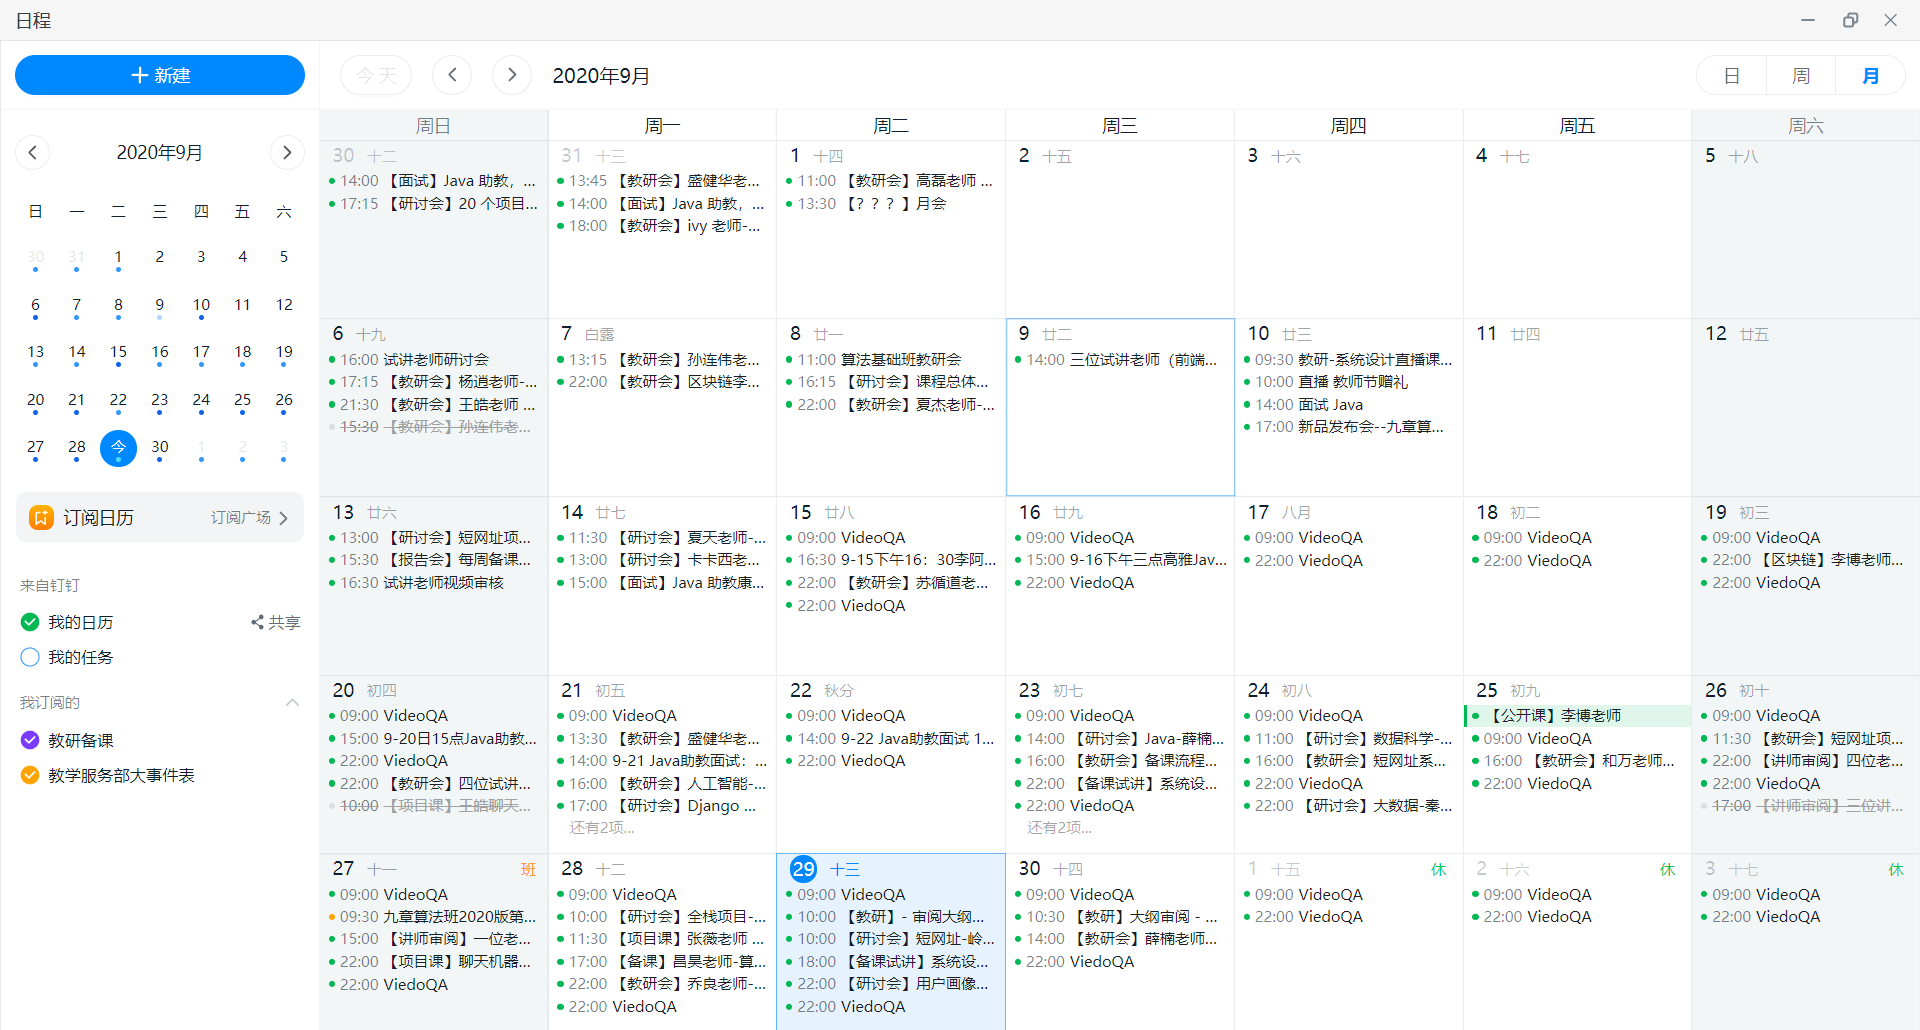 日程
新建
今天
2020年9月
日 周 月
2020年9月
日 一 二 三 四 五 六
30 31 1 2 3 4 5
6 7 8 9 10 11 12
13 14 15 16 17 18 19
20 21 22 23 24 25 26
27 28 今 30 1 2 3
订阅日历 订阅广场
来自钉钉
我的日历 共享
我的任务
我订阅的
教研备课
教学服务部大事件表
周日 周一 周二 周三 周四 周五 周六
30 十二
14:00 【面试】Java 助教，...
17:15 【研讨会】20 个项目...
31 十三
13:45 【教研会】盛健华老...
14:00 【面试】Java 助教，...
18:00 【教研会】ivy 老师-...
1 十四
11:00 【教研会】高磊老师 ...
13:30 【？？？】月会
2 十五
3 十六
4 十七
5 十八
6 十九
16:00 试讲老师研讨会
17:15 【教研会】杨逍老师-...
21:30 【教研会】王皓老师 ...
15:30 【教研会】孙连伟老...
7 白露
13:15 【教研会】孙连伟老...
22:00 【教研会】区块链李...
8 廿一
11:00 算法基础班教研会
16:15 【研讨会】课程总体...
22:00 【教研会】夏杰老师-...
9 廿二
14:00 三位试讲老师（前端...
10 廿三
09:30 教研-系统设计直播课...
10:00 直播 教师节赠礼
14:00 面试 Java
17:00 新品发布会--九章算...
11 廿四
12 廿五
13 廿六
13:00 【研讨会】短网址项...
15:30 【报告会】每周备课...
16:30 试讲老师视频审核
14 廿七
11:30 【研讨会】夏天老师-...
13:00 【研讨会】卡卡西老...
15:00 【面试】Java 助教康...
15 廿八
09:00 VideoQA
16:30 9-15下午16：30李阿...
22:00 【教研会】苏循道老...
22:00 ViedoQA
16 廿九
09:00 VideoQA
15:00 9-16下午三点高雅Jav...
22:00 ViedoQA
17 八月
09:00 VideoQA
22:00 ViedoQA
18 初二
09:00 VideoQA
22:00 ViedoQA
19 初三
09:00 VideoQA
22:00 【区块链】李博老师...
22:00 ViedoQA
20 初四
09:00 VideoQA
15:00 9-20日15点Java助教...
22:00 ViedoQA
22:00 【教研会】四位试讲...
10:00 【项目课】王皓聊天...
21 初五
09:00 VideoQA
13:30 【教研会】盛健华老...
14:00 9-21 Java助教面试：...
16:00 【教研会】人工智能-...
17:00 【研讨会】Django ...
还有2项...
22 秋分
09:00 VideoQA
14:00 9-22 Java助教面试 1...
22:00 ViedoQA
23 初七
09:00 VideoQA
14:00 【研讨会】Java-薛楠...
16:00 【教研会】备课流程...
22:00 【备课试讲】系统设...
22:00 ViedoQA
还有2项...
24 初八
09:00 VideoQA
11:00 【研讨会】数据科学-...
16:00 【教研会】短网址系...
22:00 ViedoQA
22:00 【研讨会】大数据-秦...
25 初九
【公开课】李博老师
09:00 VideoQA
16:00 【教研会】和万老师...
22:00 ViedoQA
26 初十
09:00 VideoQA
11:30 【教研会】短网址项...
22:00 【讲师审阅】四位老...
22:00 ViedoQA
17:00 【讲师审阅】三位讲...
27 十一 班
09:00 VideoQA
09:30 九章算法班2020版第...
15:00 【讲师审阅】一位老...
22:00 【项目课】聊天机器...
22:00 ViedoQA
28 十二
09:00 VideoQA
10:00 【研讨会】全栈项目-...
11:30 【项目课】张薇老师 ...
17:00 【备课】昌昊老师-算...
22:00 【教研会】乔良老师-...
22:00 ViedoQA
29 十三
09:00 VideoQA
10:00 【教研】- 审阅大纲...
10:00 【研讨会】短网址-岭...
18:00 【备课试讲】系统设...
22:00 【研讨会】用户画像...
22:00 ViedoQA
30 十四
09:00 VideoQA
10:30 【教研】大纲审阅 - ...
14:00 【教研会】薛楠老师...
22:00 ViedoQA
1 十五 休
09:00 VideoQA
22:00 ViedoQA
2 十六 休
09:00 VideoQA
22:00 ViedoQA
3 十七 休
09:00 VideoQA
22:00 ViedoQA